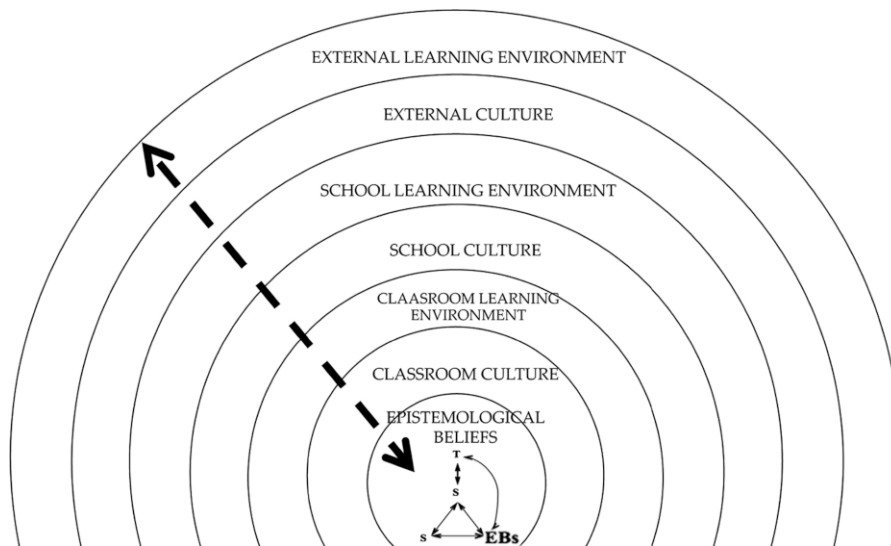 EXTERNAL LEARNING ENVIRONMENT
EXTERNAL CULTURE
SCHOOL LEARNING ENVIRONMENT
SCHOOL CULTURE
CLAASROOM LEARNING
ENVIRONMENT
CLASSROOM CULTURE
EPISTEMOLOGICAL
BELIEFS
T
S
S EBs